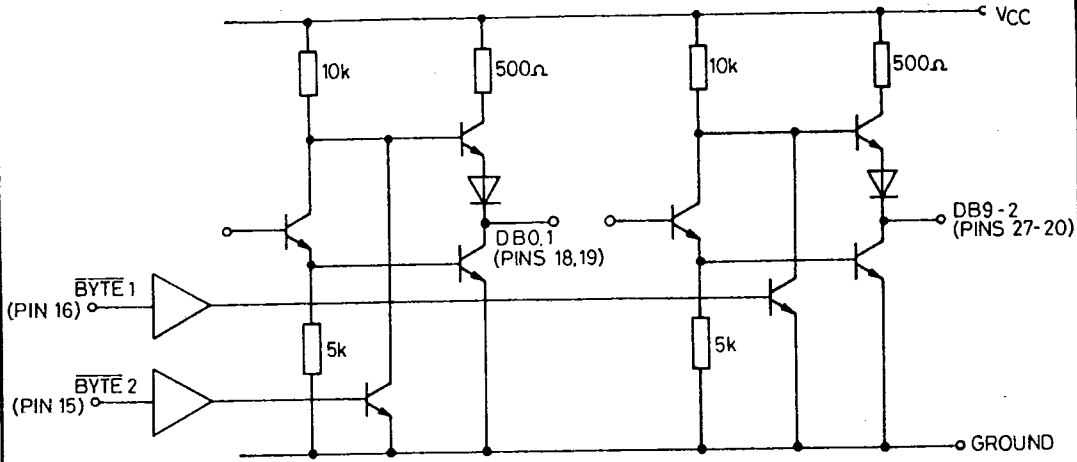 VCC
10k
500Ω
10k
500Ω
DB0,1
(PINS 18,19)
DB9-2
(PINS 27-20)
BYTE 1
(PIN 16)
5k
5k
BYTE 2
(PIN 15)
GROUND